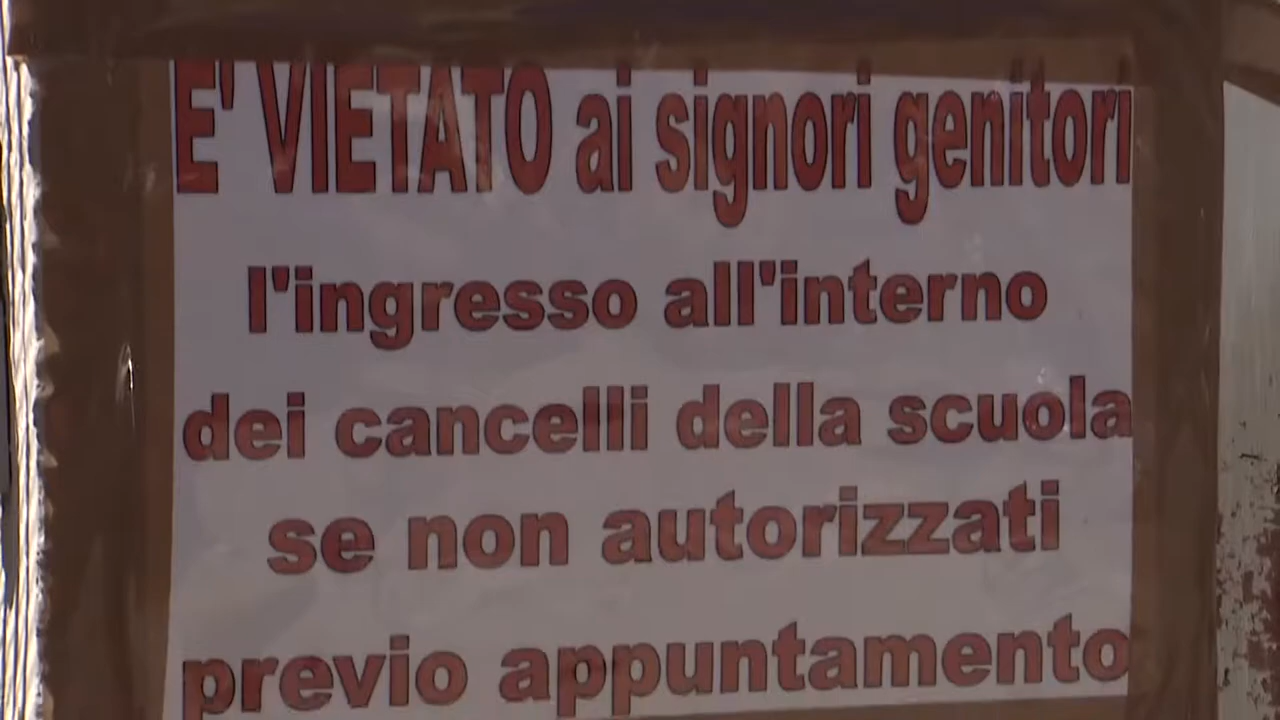 E' VIETATO ai signori genitori
l'ingresso all'interno
dei cancelli della scuola
se non autorizzati
previo appuntamento